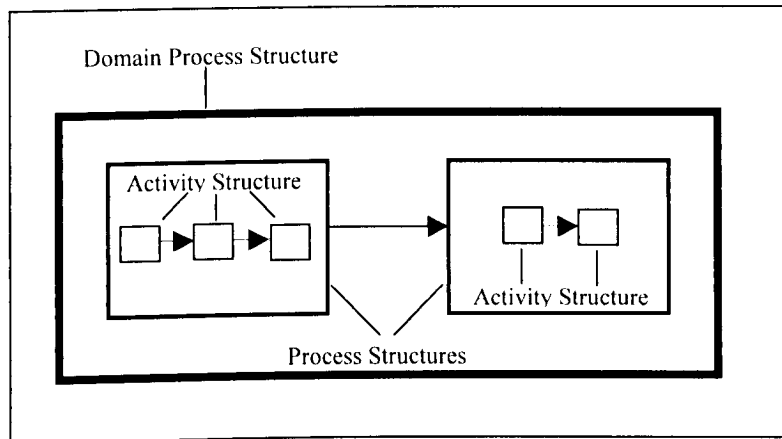 Domain Process Structure
Activity Structure
Activity Structure
Process Structures